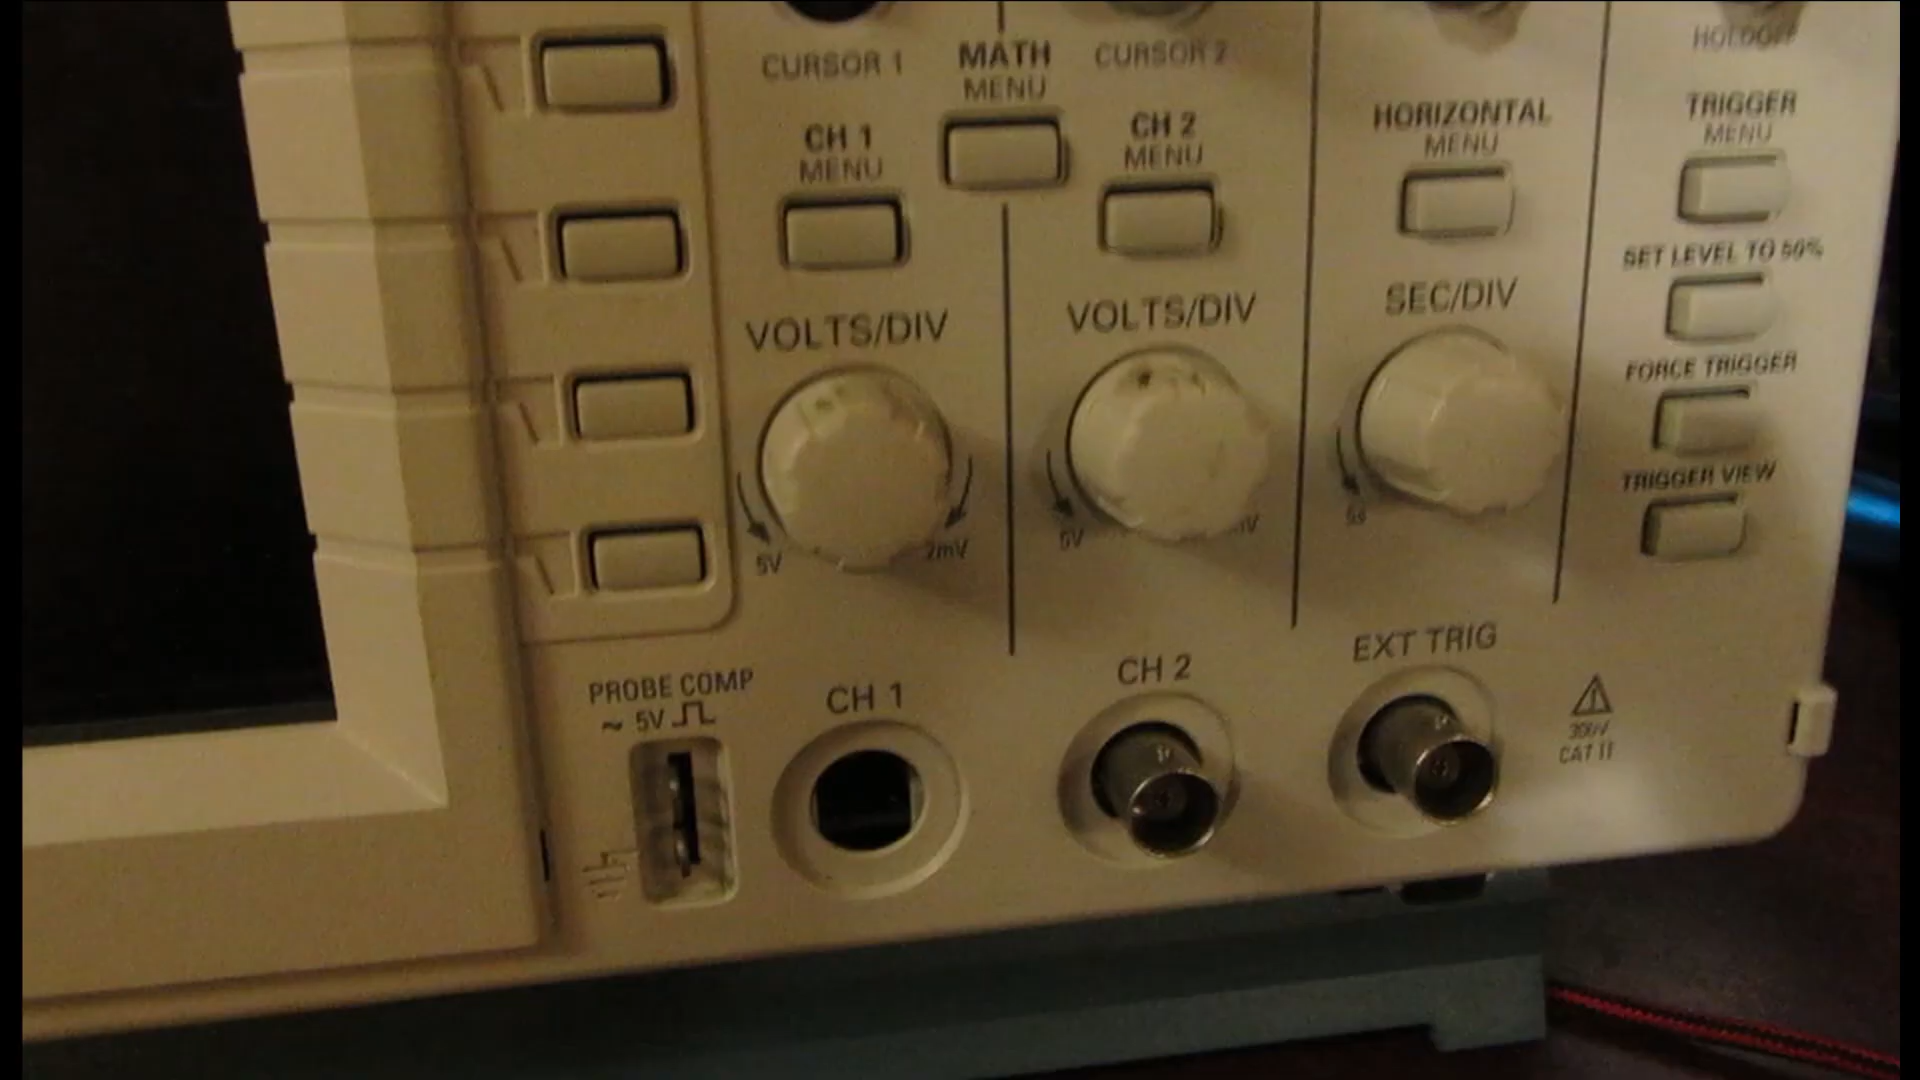 CURSOR 1
MATH
MENU
CURSOR 2
HOLDOFF
CH 1
MENU
CH 2
MENU
HORIZONTAL
MENU
TRIGGER
MENU
SET LEVEL TO 50%
FORCE TRIGGER
TRIGGER VIEW
VOLTS/DIV
VOLTS/DIV
SEC/DIV
5V
2mV
5V
mV
5s
PROBE COMP
~ 5V
CH 1
CH 2
EXT TRIG
300V
CAT II